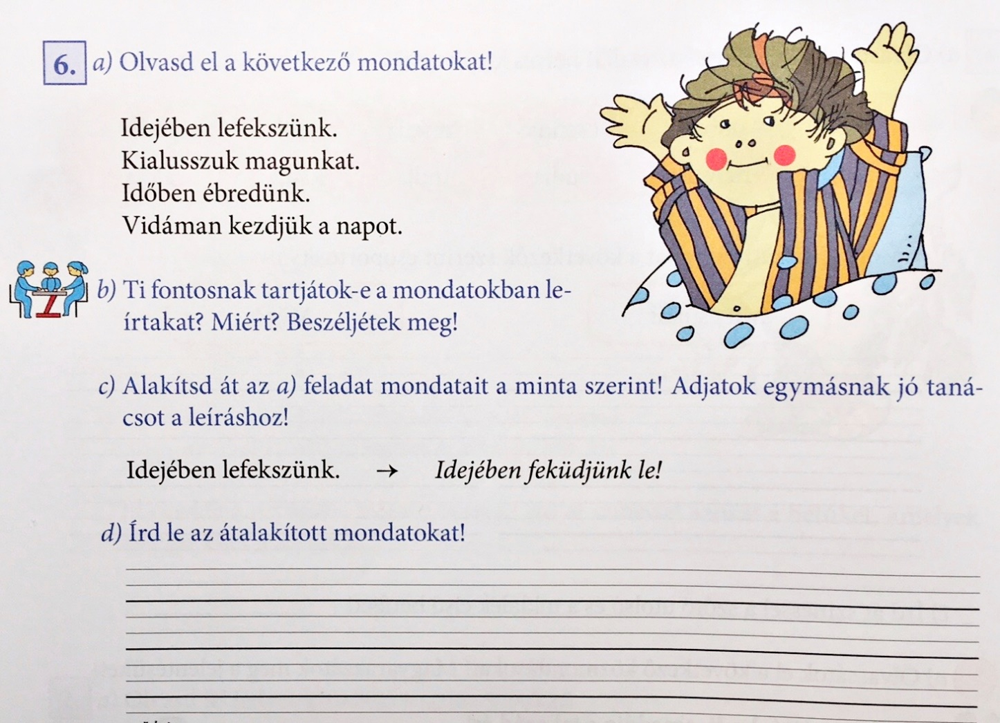 6. a) Olvasd el a következő mondatokat!
Idejében lefekszünk.
Kialusszuk magunkat.
Időben ébredünk.
Vidáman kezdjük a napot.
b) Ti fontosnak tartjátok-e a mondatokban le-
írtakat? Miért? Beszéljétek meg!
c) Alakítsd át az a) feladat mondatait a minta szerint! Adjatok egymásnak jó taná-
csot a leíráshoz!
Idejében lefekszünk. → Idejében feküdjünk le!
d) Írd le az átalakított mondatokat!